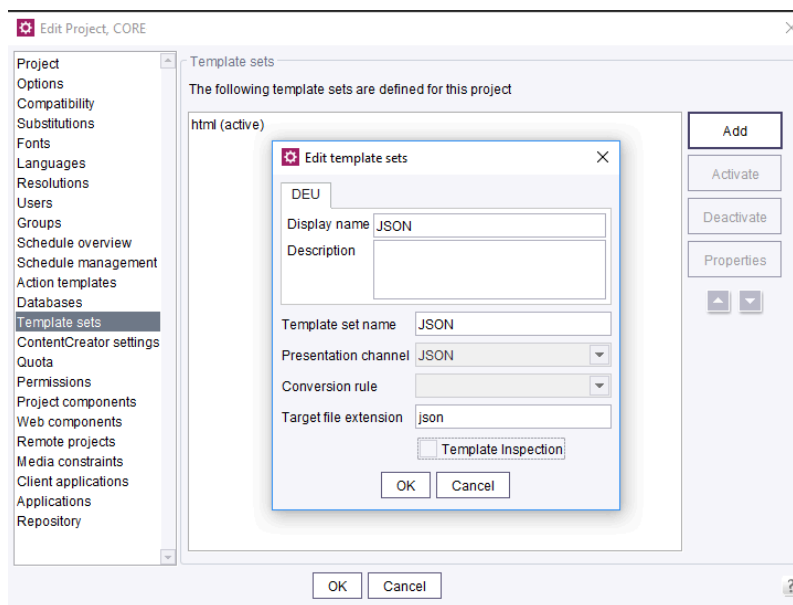 Edit Project, CORE
Project
Options
Compatibility
Substitutions
Fonts
Languages
Resolutions
Users
Groups
Schedule overview
Schedule management
Action templates
Databases
Template sets
ContentCreator settings
Quota
Permissions
Project components
Web components
Remote projects
Media constraints
Client applications
Applications
Repository
Template sets
The following template sets are defined for this project
html (active)
Add
Activate
Deactivate
Properties
Edit template sets
DEU
Display name JSON
Description
Template set name JSON
Presentation channel JSON
Conversion rule
Target file extension json
Template Inspection
OK Cancel
OK Cancel
?